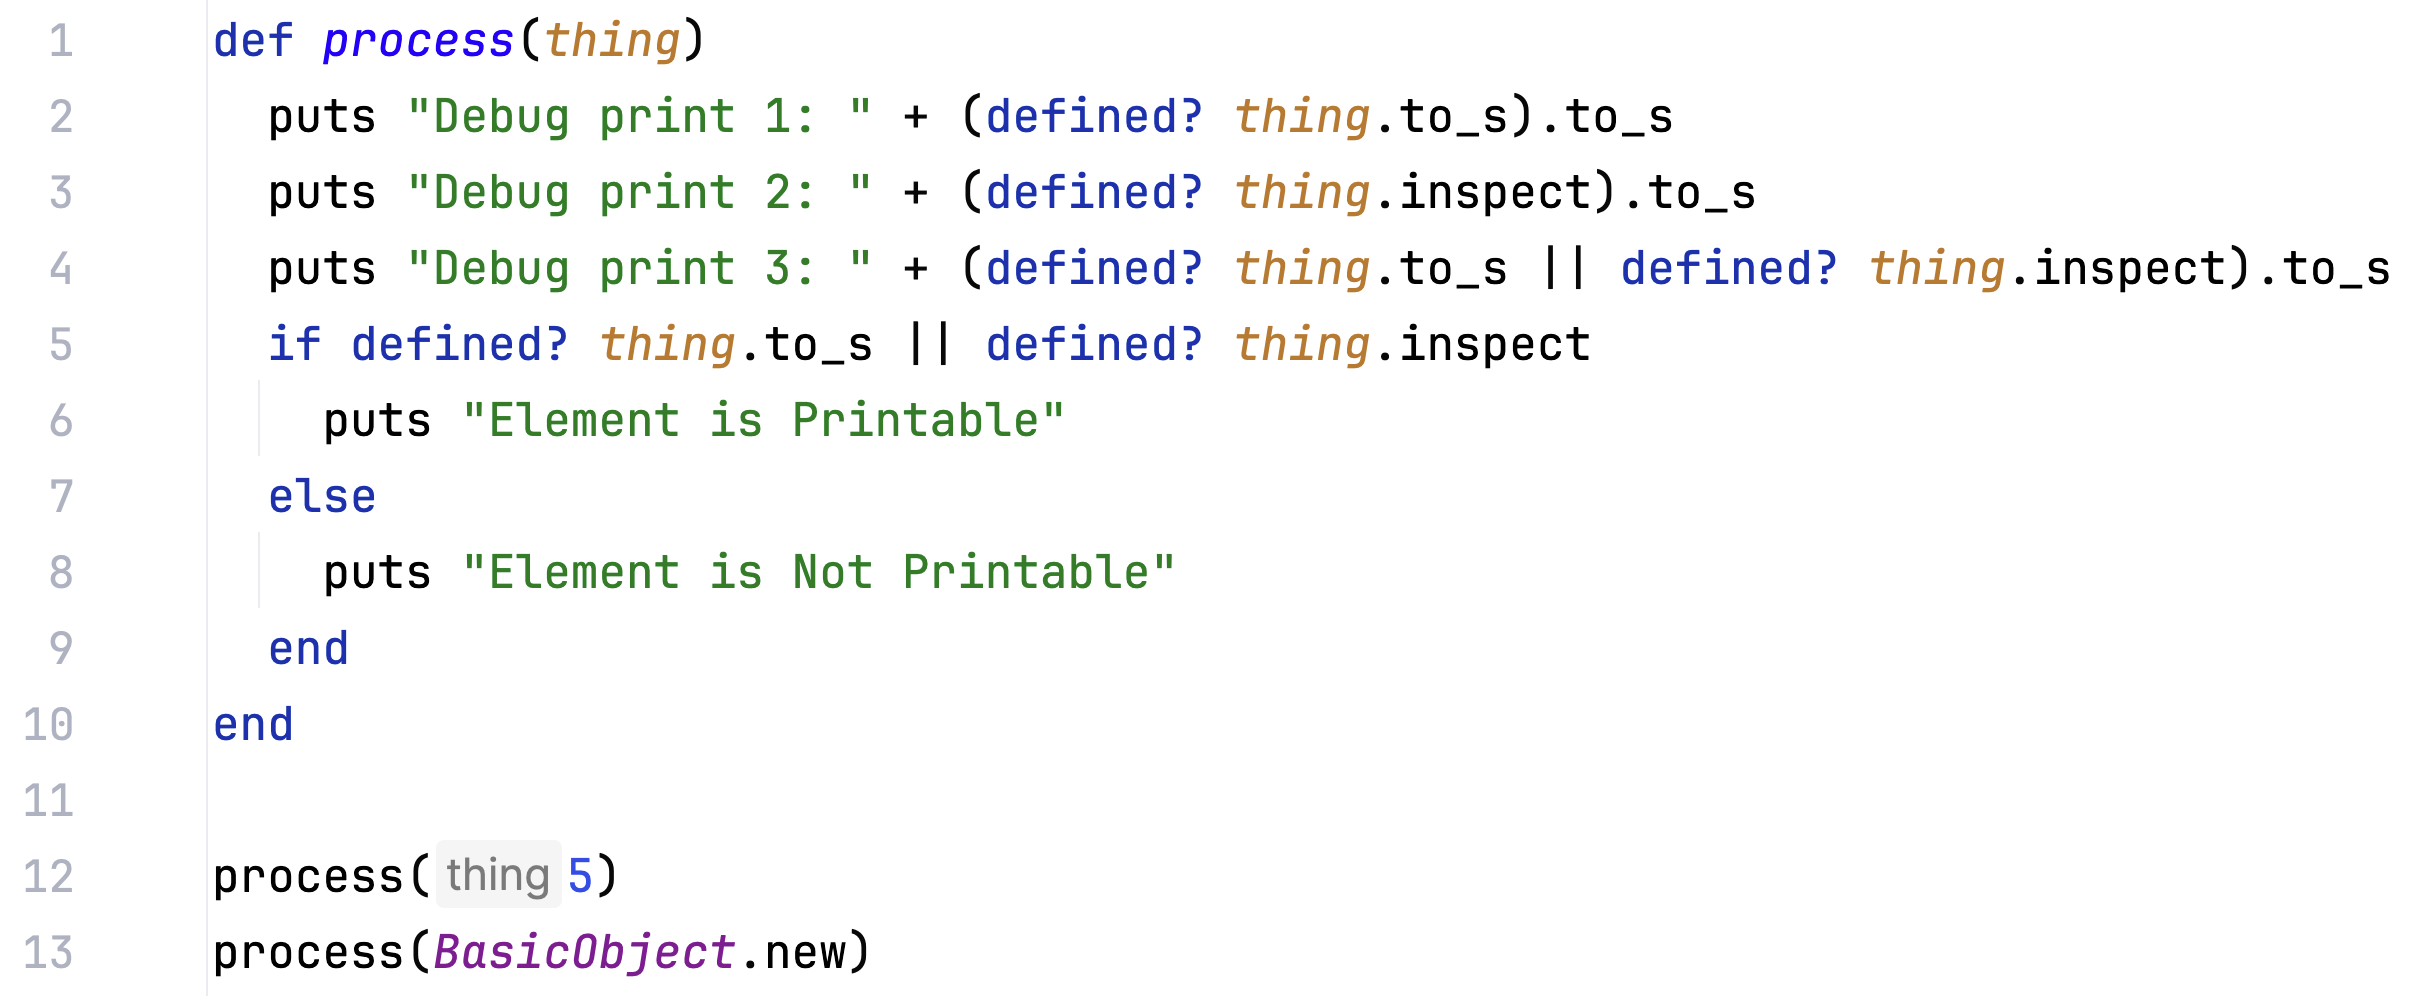 1 def process(thing)
2 puts "Debug print 1: " + (defined? thing.to_s).to_s
3 puts "Debug print 2: " + (defined? thing.inspect).to_s
4 puts "Debug print 3: " + (defined? thing.to_s || defined? thing.inspect).to_s
5 if defined? thing.to_s || defined? thing.inspect
6 puts "Element is Printable"
7 else
8 puts "Element is Not Printable"
9 end
10 end
11
12 process(thing 5)
13 process(BasicObject.new)